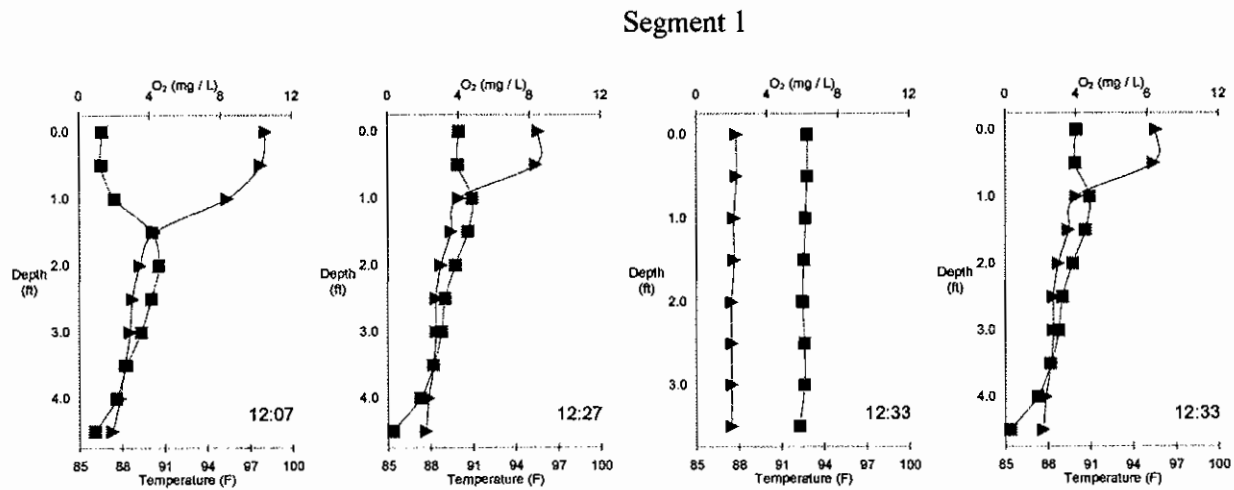 Segment 1
O₂ (mg / L)
0 4 8 12
0.0
1.0
2.0
3.0
4.0
Depth
(ft)
12:07
85 88 91 94 97 100
Temperature (F)
O₂ (mg / L)
0 4 8 12
0.0
1.0
2.0
3.0
4.0
Depth
(ft)
12:27
85 88 91 94 97 100
Temperature (F)
O₂ (mg / L)
0 4 8 12
0.0
1.0
2.0
3.0
Depth
(ft)
12:33
85 88 91 94 97 100
Temperature (F)
O₂ (mg / L)
0 4 8 12
0.0
1.0
2.0
3.0
4.0
Depth
(ft)
12:33
85 88 91 94 97 100
Temperature (F)